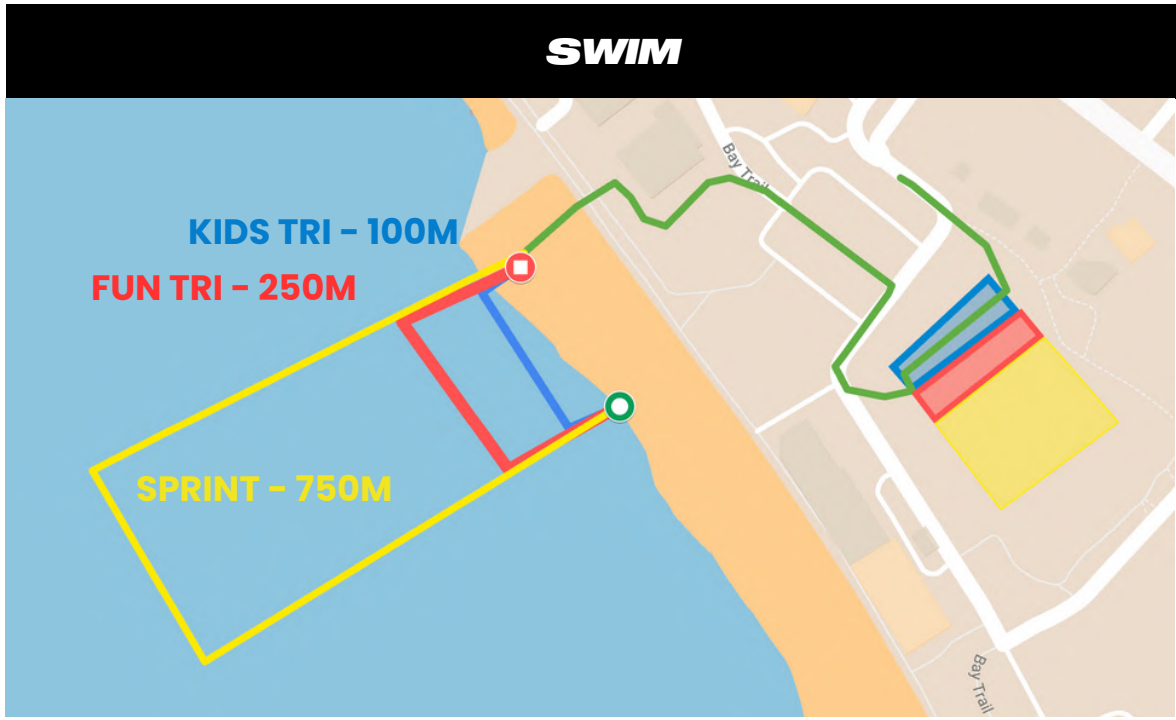 SWIM
Bay Trail
KIDS TRI - 100M
FUN TRI - 250M
SPRINT - 750M
Bay Trail